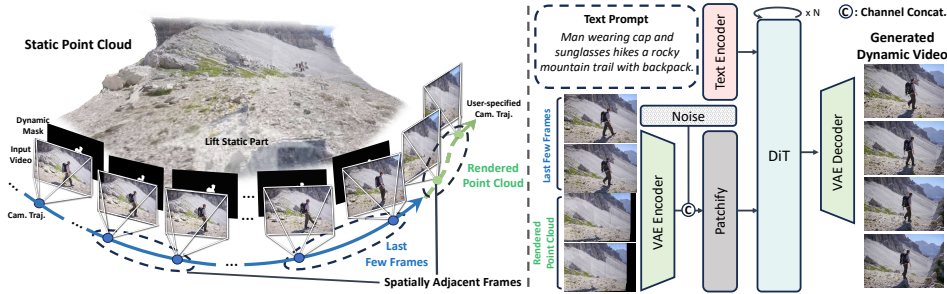 Static Point Cloud
Dynamic
Mask
Input
Video
Lift Static Part
User-specified
Cam. Traj.
Rendered
Point Cloud
...
...
...
Cam. Traj.
...
Last
Few Frames
Spatially Adjacent Frames
Text Prompt
Man wearing cap and
sunglasses hikes a rocky
mountain trail with backpack.
Text Encoder
x N
C : Channel Concat.
Generated
Dynamic Video
Last Few Frames
Rendered
Point Cloud
Noise
VAE Encoder
C
Patchify
DiT
VAE Decoder